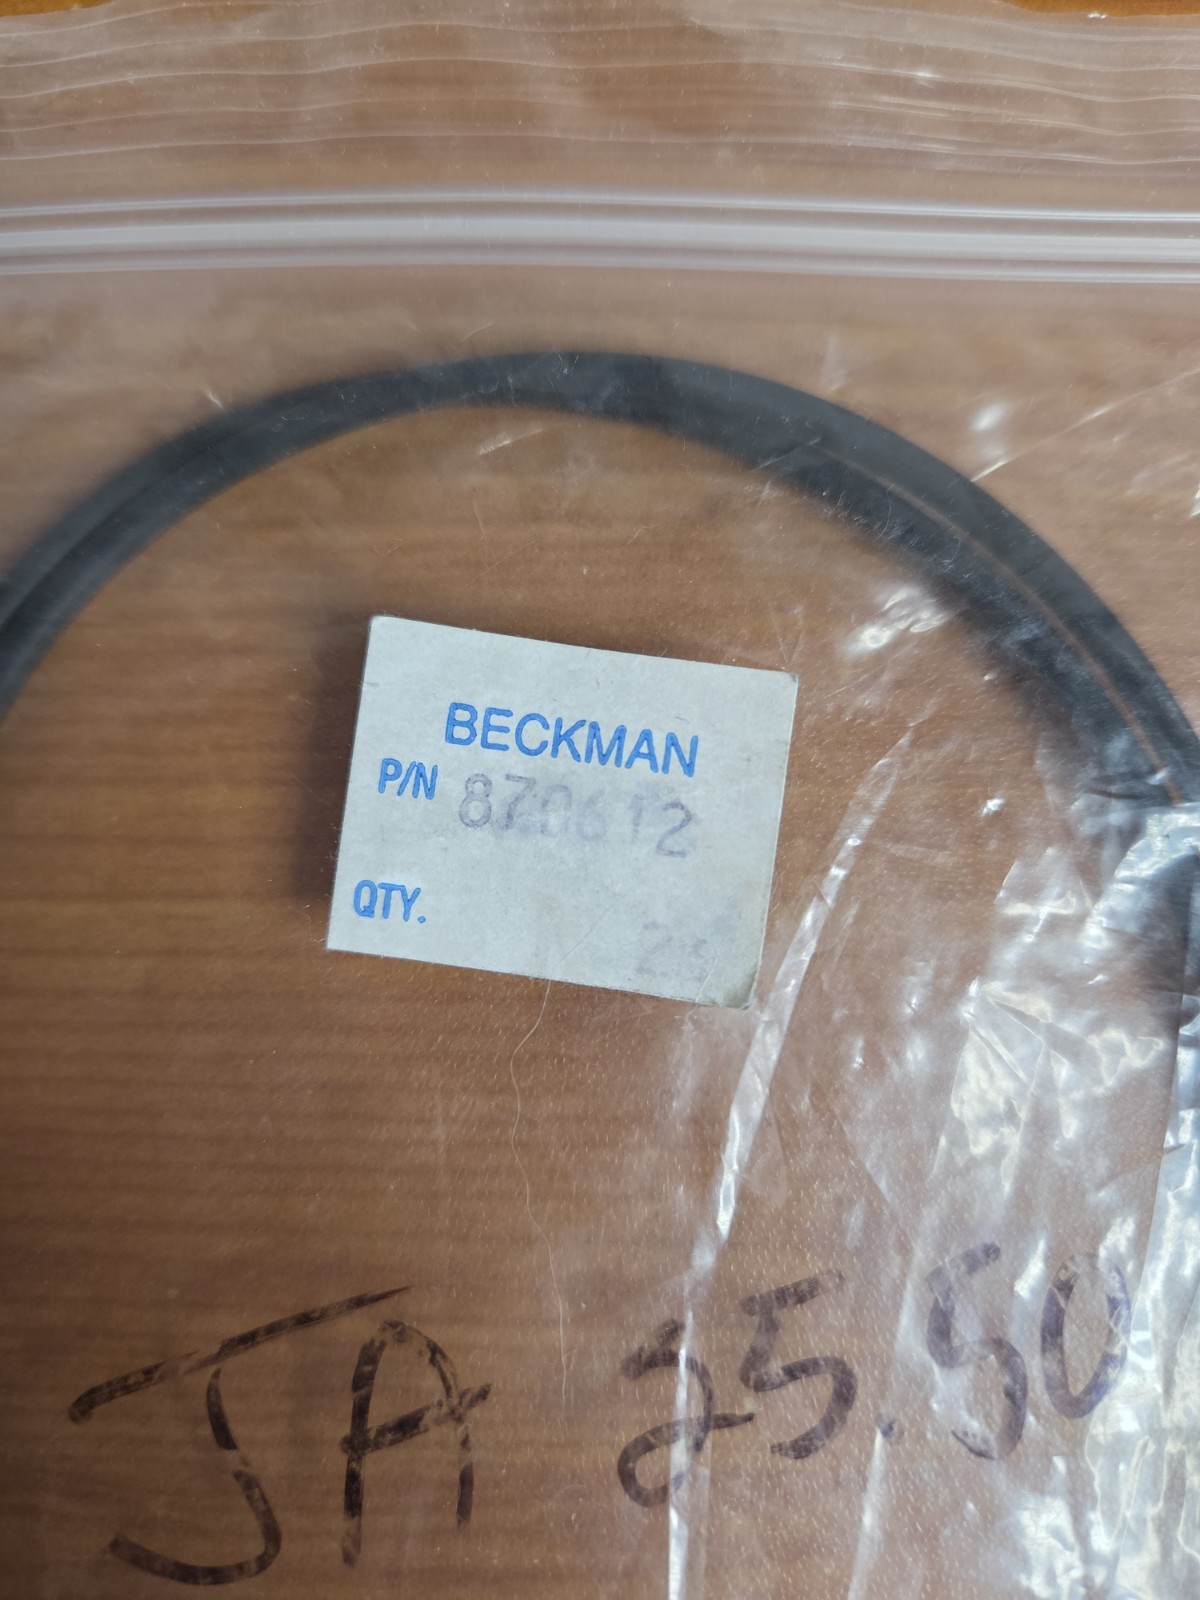 BECKMAN
P/N 870612
QTY.
JA 25.50